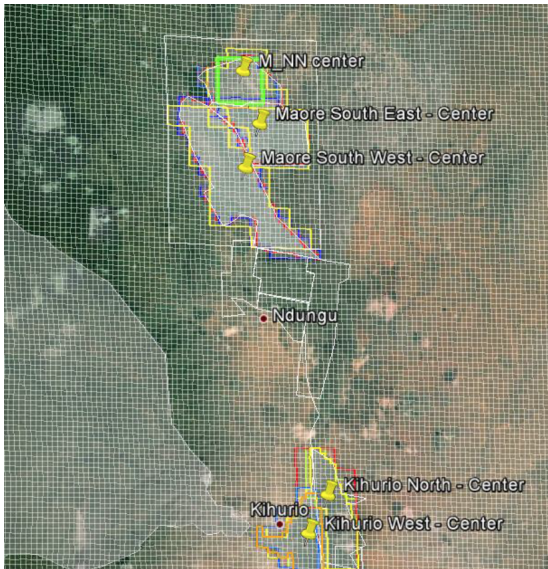 M_NN center
Maore South East - Center
Maore South West - Center
Ndungu
Kihurio North - Center
Kihurio
Kihurio West - Center